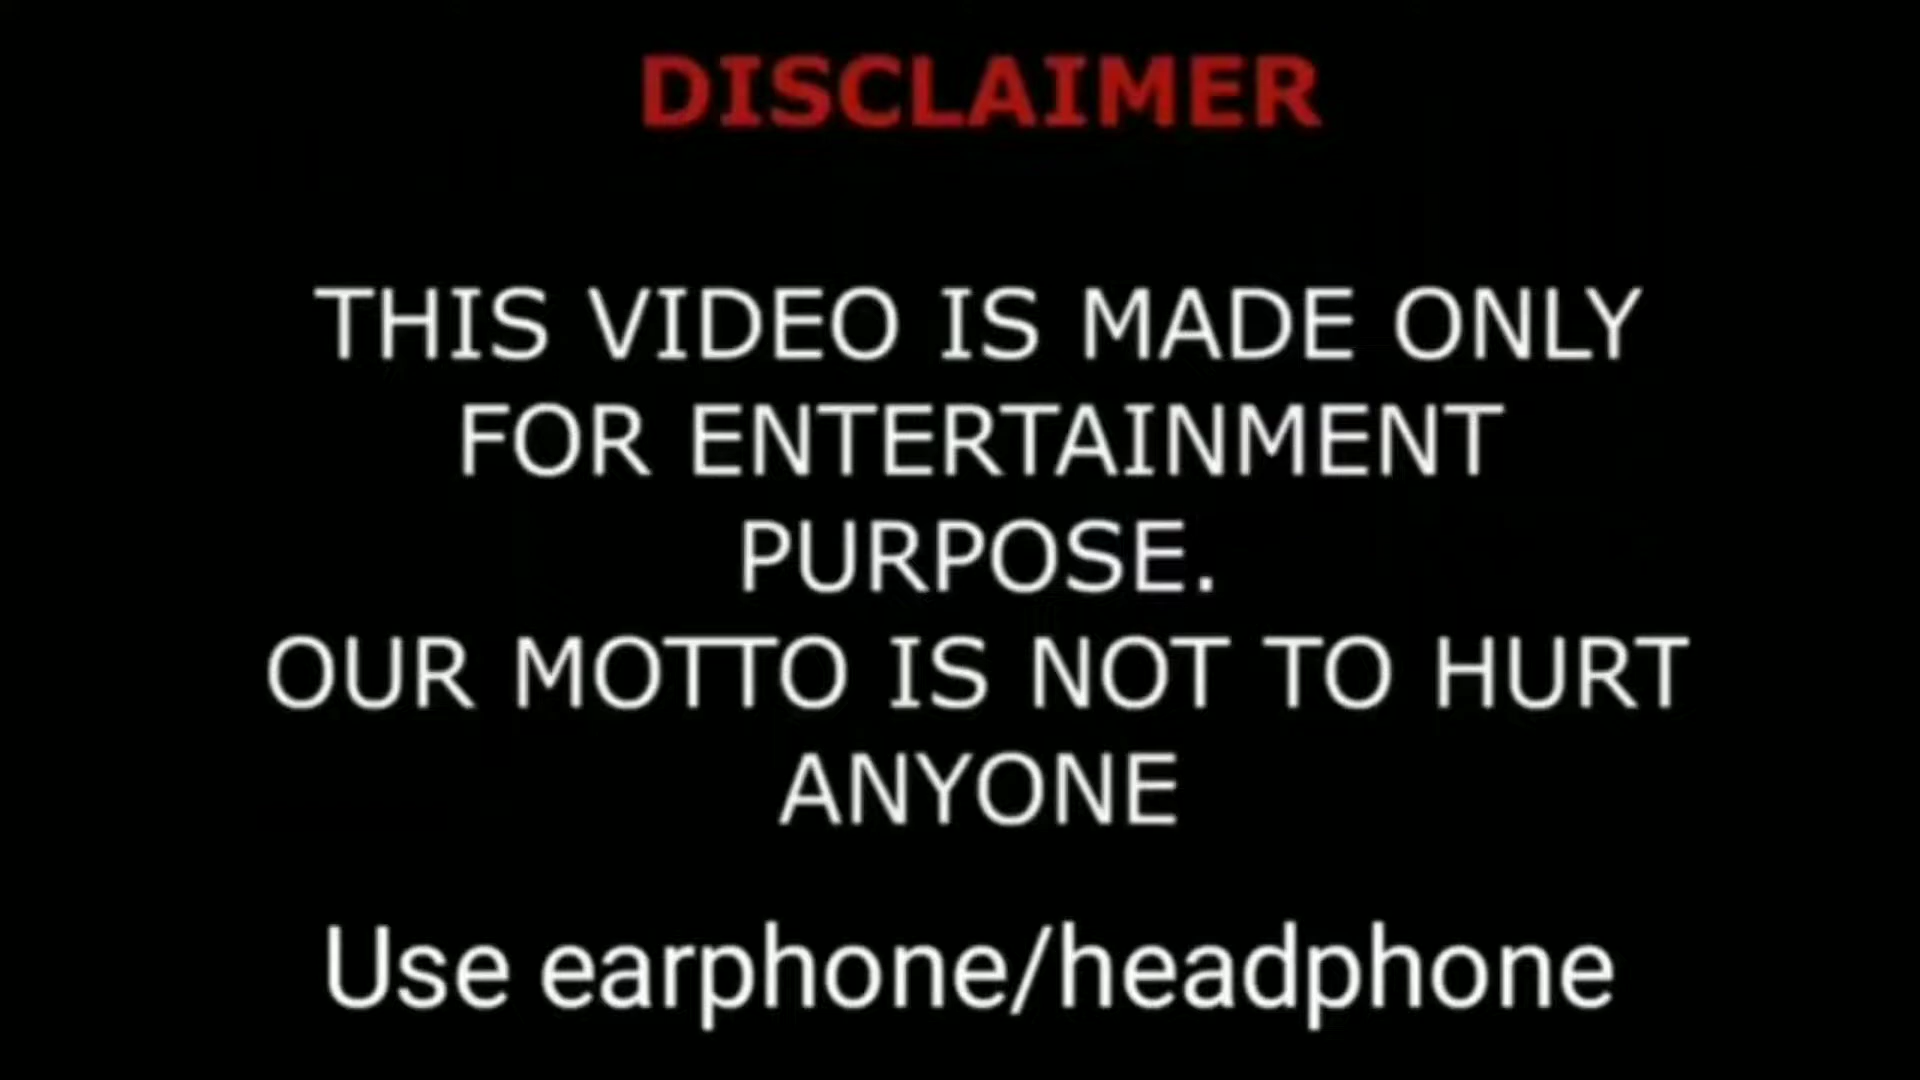 DISCLAIMER
THIS VIDEO IS MADE ONLY
FOR ENTERTAINMENT
PURPOSE.
OUR MOTTO IS NOT TO HURT
ANYONE
Use earphone/headphone